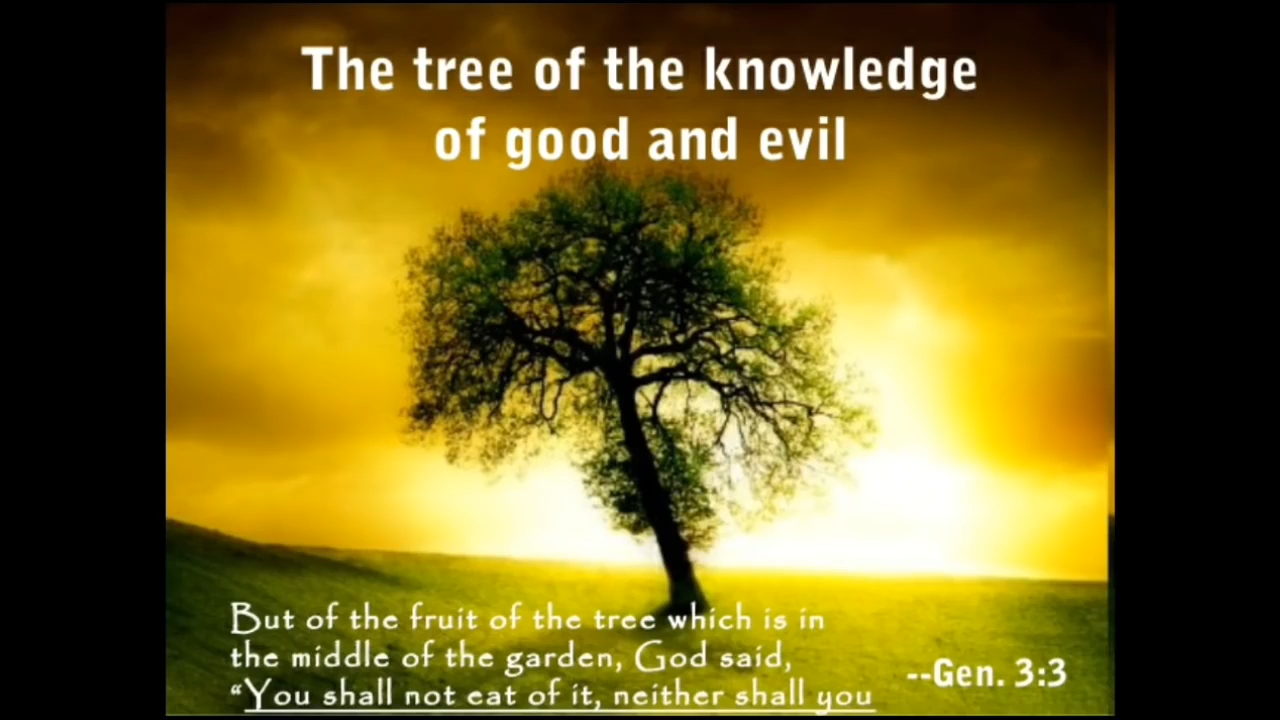 The tree of the knowledge
of good and evil
But of the fruit of the tree which is in
the middle of the garden, God said,
“You shall not eat of it, neither shall you
--Gen. 3:3